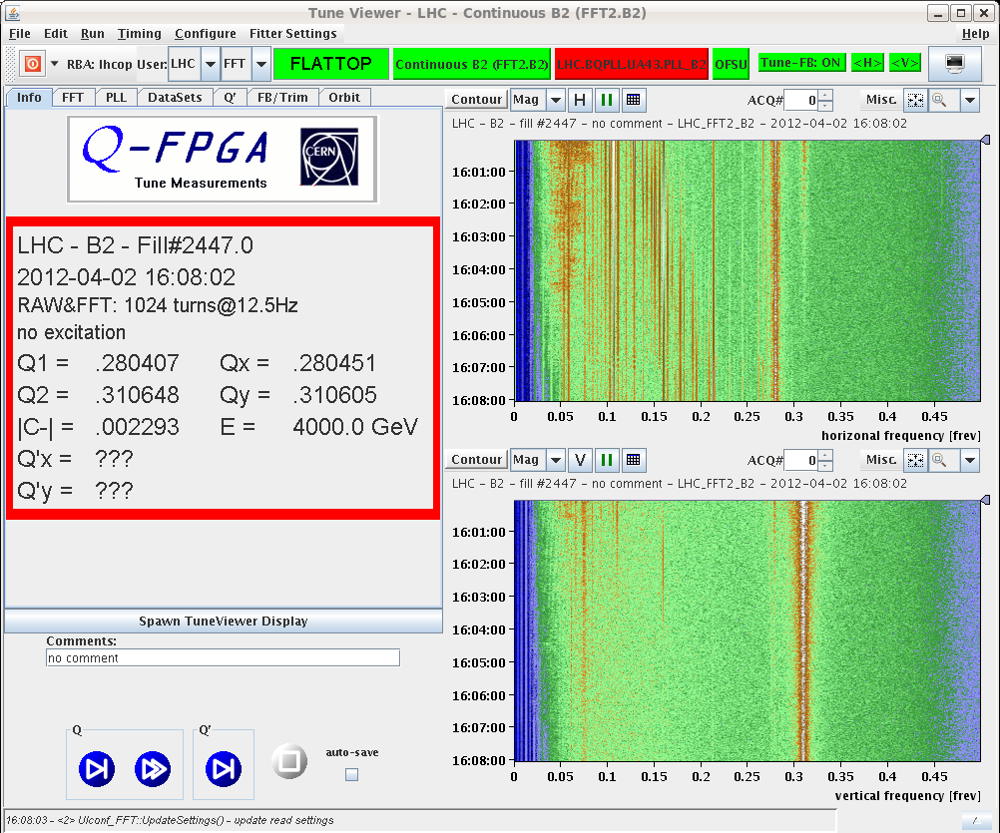 Tune Viewer - LHC - Continuous B2 (FFT2.B2)
File Edit Run Timing Configure Fitter Settings Help
RBA: lhcop User: LHC FFT FLATTOP Continuous B2 (FFT2.B2) LHC.BQPLL.UA43.PLL_B2 OFSU Tune-FB: ON <H> <V>
Info FFT PLL DataSets Q' FB/Trim Orbit
Q-FPGA
Tune Measurements
CERN
LHC - B2 - Fill#2447.0
2012-04-02 16:08:02
RAW&FFT: 1024 turns@12.5Hz
no excitation
Q1 = .280407 Qx = .280451
Q2 = .310648 Qy = .310605
|C-| = .002293 E = 4000.0 GeV
Q'x = ???
Q'y = ???
Spawn TuneViewer Display
Comments:
no comment
Q
Q'
auto-save
Contour Mag H ACQ# 0 Misc.
LHC - B2 - fill #2447 - no comment - LHC_FFT2_B2 - 2012-04-02 16:08:02
16:01:00
16:02:00
16:03:00
16:04:00
16:05:00
16:06:00
16:07:00
16:08:00
0 0.05 0.1 0.15 0.2 0.25 0.3 0.35 0.4 0.45
horizonal frequency [frev]
Contour Mag V ACQ# 0 Misc.
LHC - B2 - fill #2447 - no comment - LHC_FFT2_B2 - 2012-04-02 16:08:02
16:01:00
16:02:00
16:03:00
16:04:00
16:05:00
16:06:00
16:07:00
16:08:00
0 0.05 0.1 0.15 0.2 0.25 0.3 0.35 0.4 0.45
vertical frequency [frev]
16:08:03 - <2> UIconf_FFT::UpdateSettings() - update read settings